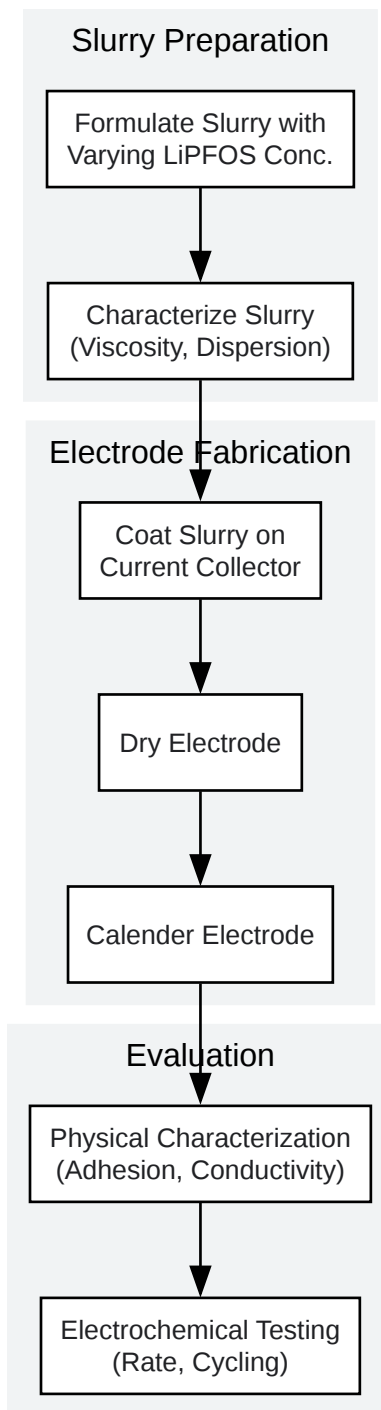 Slurry Preparation
Formulate Slurry with
Varying LiPFOS Conc.
Characterize Slurry
(Viscosity, Dispersion)
Electrode Fabrication
Coat Slurry on
Current Collector
Dry Electrode
Calender Electrode
Evaluation
Physical Characterization
(Adhesion, Conductivity)
Electrochemical Testing
(Rate, Cycling)